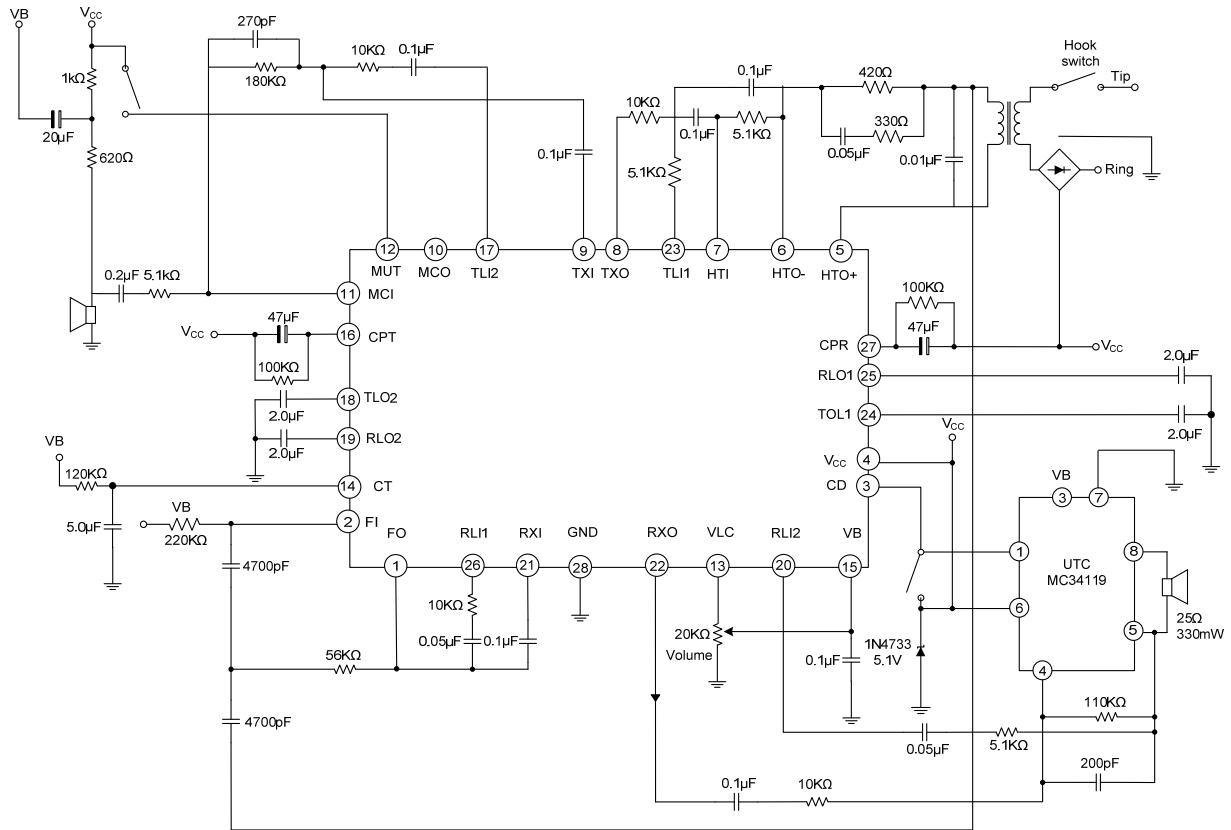 VB
VCC
1kΩ
20µF
620Ω
270pF
180KΩ
10KΩ
0.1µF
0.1µF
0.1µF
10KΩ
0.1µF
5.1KΩ
5.1KΩ
420Ω
330Ω
0.05µF
0.01µF
Hook
switch
Tip
Ring
12
10
17
9
8
23
7
6
5
MUT
MCO
TLI2
TXI
TXO
TLI1
HTI
HTO-
HTO+
0.2µF
5.1kΩ
11
MCI
VCC
47µF
100KΩ
16
CPT
18
TLO2
2.0µF
19
RLO2
2.0µF
VB
120KΩ
5.0µF
14
CT
VB
220KΩ
2
FI
100KΩ
47µF
CPR
27
VCC
RLO1
25
2.0µF
TOL1
24
2.0µF
VCC
VCC
4
CD
3
FO
RLI1
RXI
GND
RXO
VLC
RLI2
VB
1
26
21
28
22
13
20
15
4700pF
10KΩ
0.05µF
0.1µF
56KΩ
4700pF
20KΩ
Volume
0.1µF
1N4733
5.1V
VB
3
7
1
6
8
5
4
UTC
MC34119
25Ω
330mW
110KΩ
0.05µF
5.1KΩ
200pF
0.1µF
10KΩ